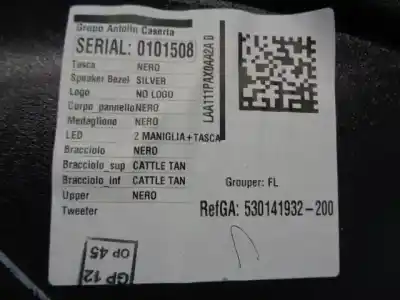 Grupo Antolin Caserta
SERIAL: 0101508
Tasca NERO
Speaker Bezel SILVER
Logo NO LOGO
Corpo_pannello NERO
Medaglione NERO
LED 2 MANIGLIA+TASCA
Bracciolo NERO
Bracciolo_sup CATTLE TAN
Bracciolo_inf CATTLE TAN
Upper NERO
Tweeter
LAA111PAX0AA2A D
Grouper: FL
RefGA: 530141932-200
GP 12
OP 45